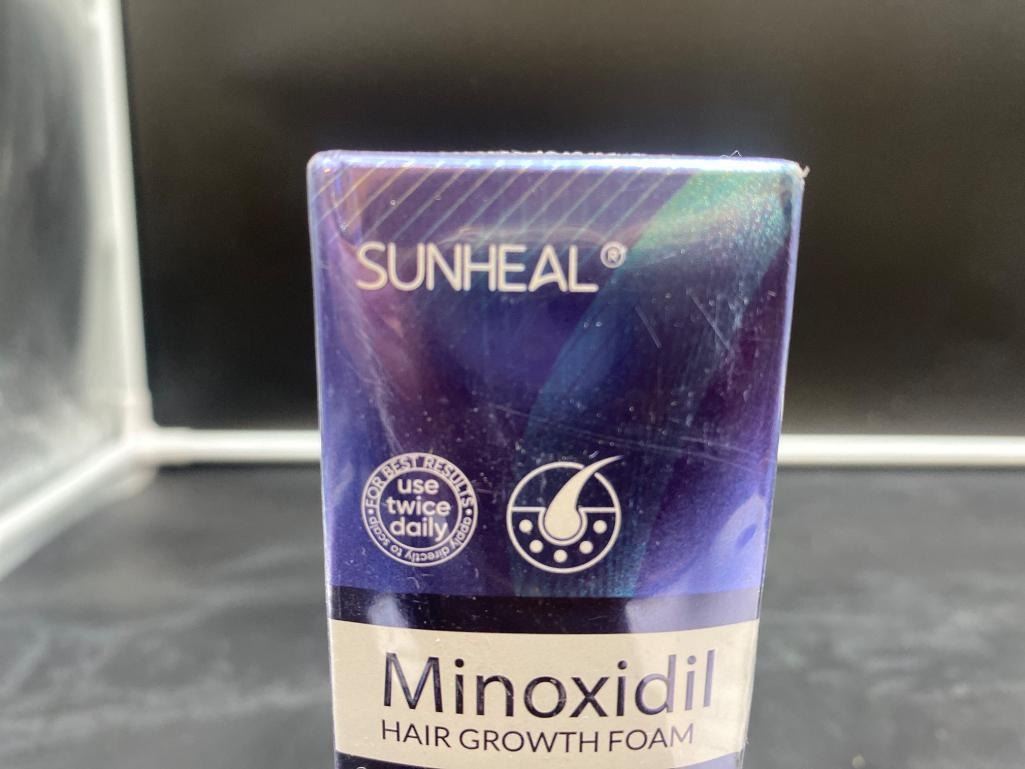 SUNHEAL®
FOR BEST RESULTS
use
twice
daily
• apply directly to scalp •
Minoxidil
HAIR GROWTH FOAM